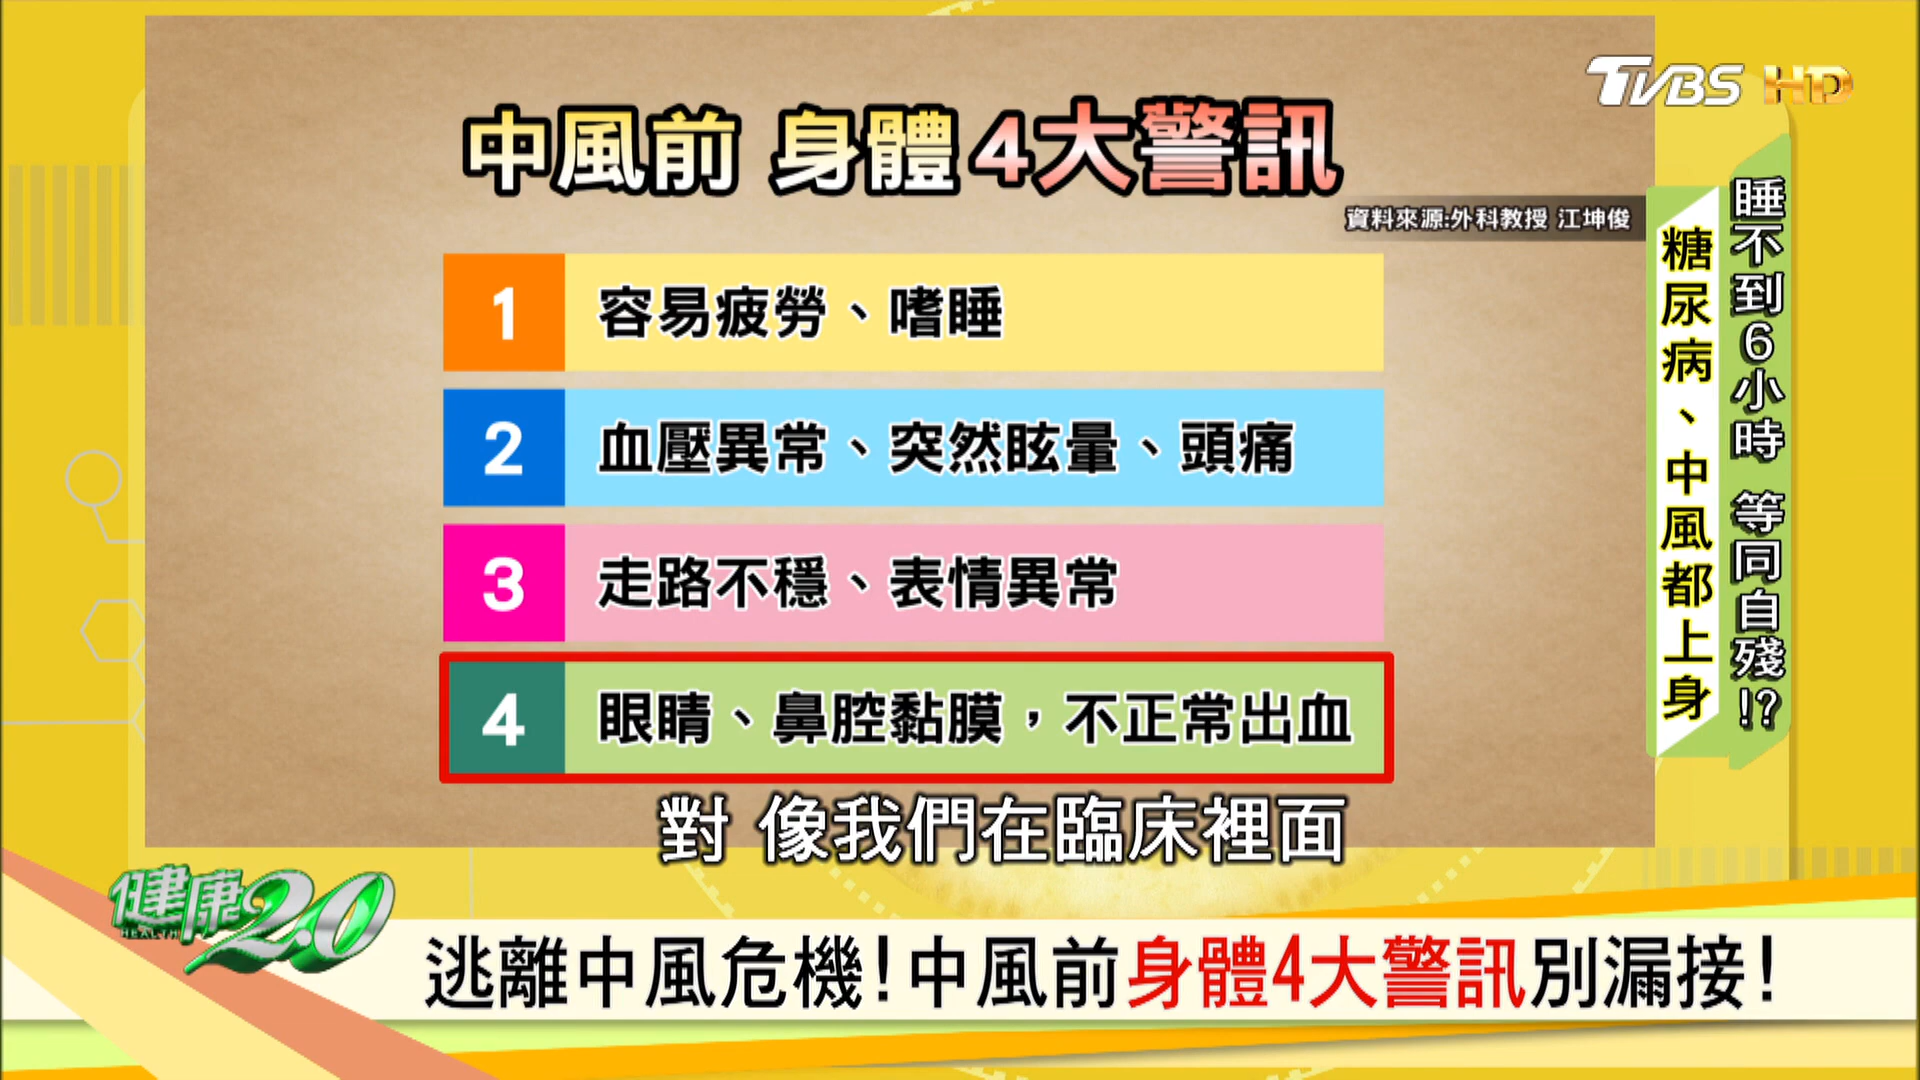 TVBS HD
中風前 身體4大警訊
資料來源:外科教授 江坤俊
1 容易疲勞、嗜睡
2 血壓異常、突然眩暈、頭痛
3 走路不穩、表情異常
4 眼睛、鼻腔黏膜，不正常出血
睡不到6小時 等同自殘!?
糖尿病、中風都上身
對 像我們在臨床裡面
健康2.0
HEALTH
逃離中風危機!中風前身體4大警訊別漏接!